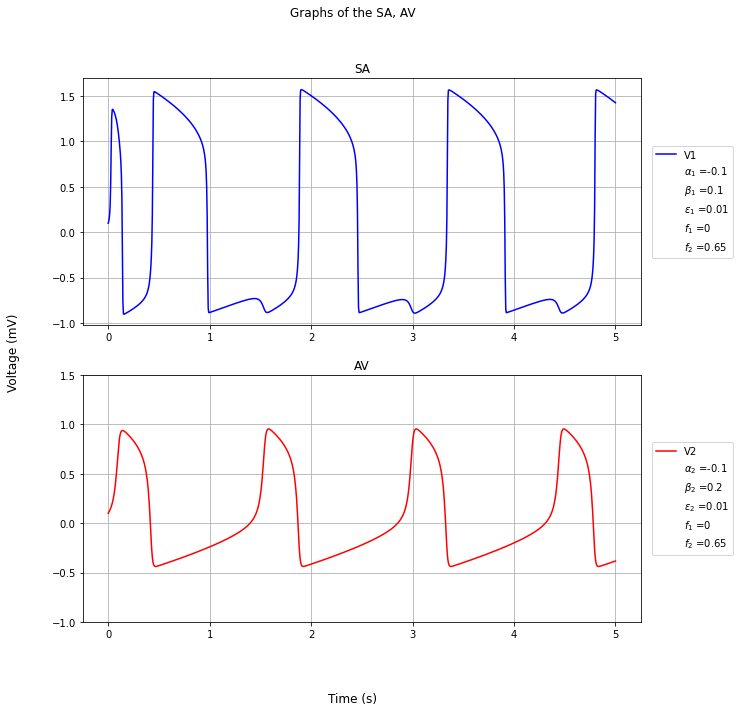 Graphs of the SA, AV
SA
1.5
1.0
0.5
0.0
−0.5
−1.0
0 1 2 3 4 5
V1
α₁ =-0.1
β₁ =0.1
ε₁ =0.01
f₁ =0
f₂ =0.65
Voltage (mV)
AV
1.5
1.0
0.5
0.0
−0.5
−1.0
0 1 2 3 4 5
V2
α₂ =-0.1
β₂ =0.2
ε₂ =0.01
f₁ =0
f₂ =0.65
Time (s)